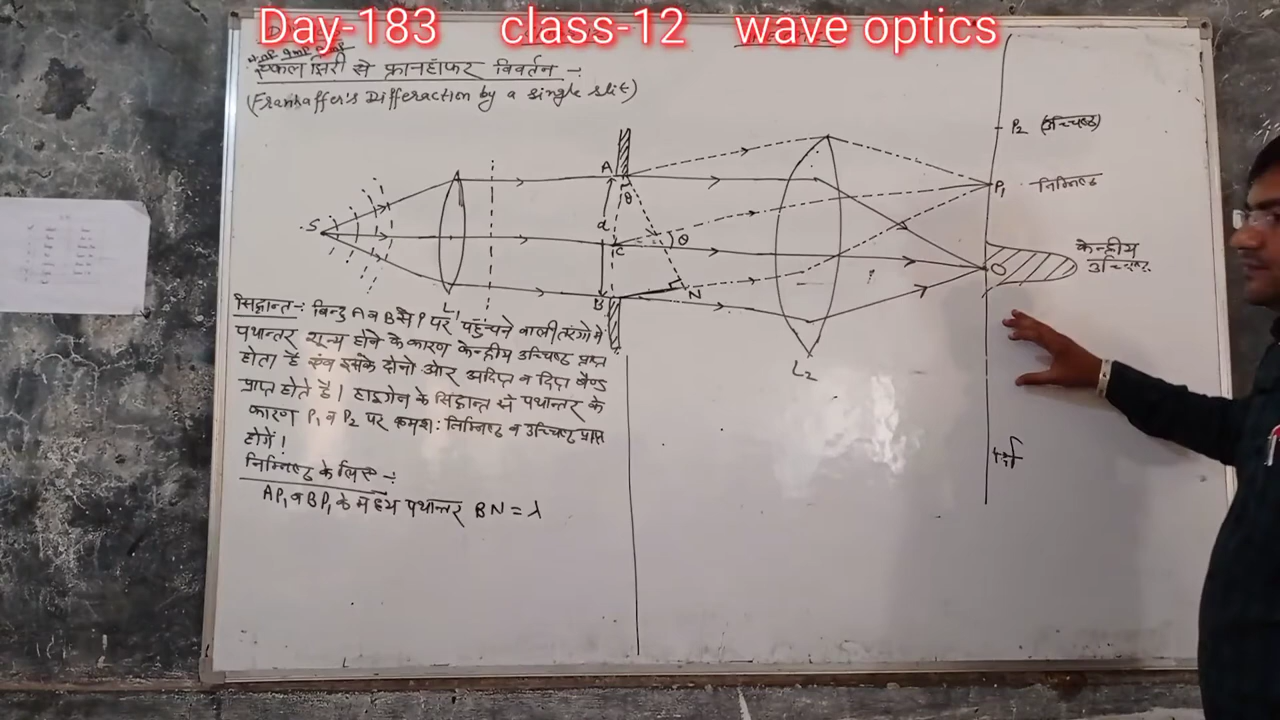 Day-183 class-12 wave optics
एकल झिरी से फ्रानहॉफर विवर्तन :-
(Fraunhaffer's Differaction by a single slit)
P2 (उच्चिष्ठ)
A
θ
P1 निम्निष्ठ
S
d
C
θ
केन्द्रीय
उच्चिष्ठ
O
B
N
L1
L2
पर्दा
सिद्धान्त :- बिन्दु A व B से P पर पहुंचने वाली तरंगो मे
पथान्तर शून्य होने के कारण केन्द्रीय उच्चिष्ठ प्राप्त
होता है एंव इसके दोनो ओर अदिप्त व दिप्त बैण्ड
प्राप्त होते है। हाइगेन के सिद्धान्त से पथान्तर के
कारण P1 व P2 पर क्रमश: निम्निष्ठ व उच्चिष्ठ प्राप्त
होगें!
निम्निष्ठ के लिए :-
AP1 व BP1 के मध्य पथान्तर BN = λ